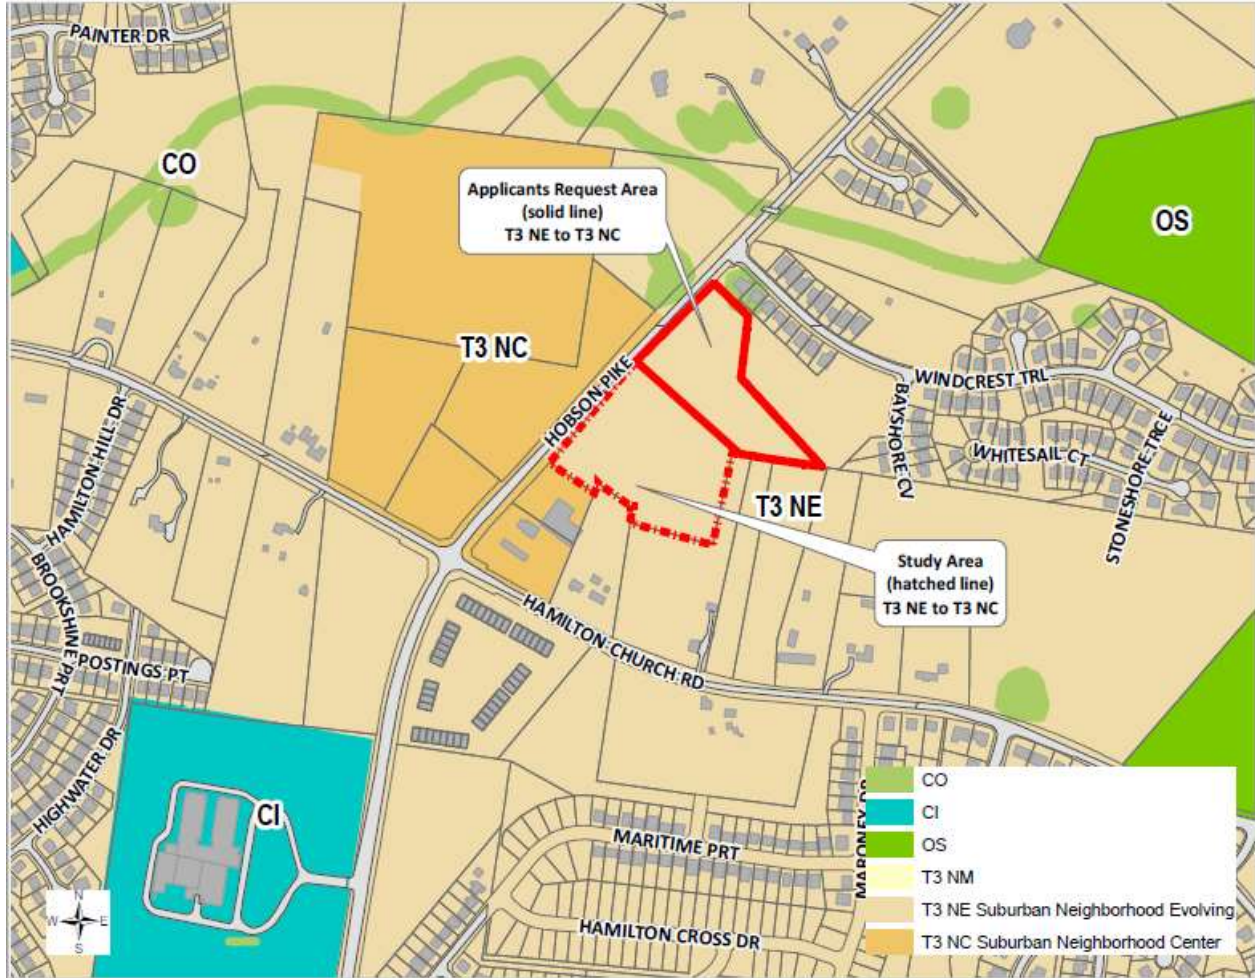 PAINTER DR
CO
Applicants Request Area
(solid line)
T3 NE to T3 NC
OS
T3 NC
HOBSON PIKE
WINDCREST TRL
BAYSHORE CV
WHITESAIL CT
STONESHORE TRCE
HAMILTON HILL DR
T3 NE
Study Area
(hatched line)
T3 NE to T3 NC
BROOKSHINE PRT
HAMILTON CHURCH RD
POSTINGS PT
HIGHWATER DR
CI
MARITIME PRT
MARONEY DR
HAMILTON CROSS DR
N
W
E
S
CO
CI
OS
T3 NM
T3 NE Suburban Neighborhood Evolving
T3 NC Suburban Neighborhood Center